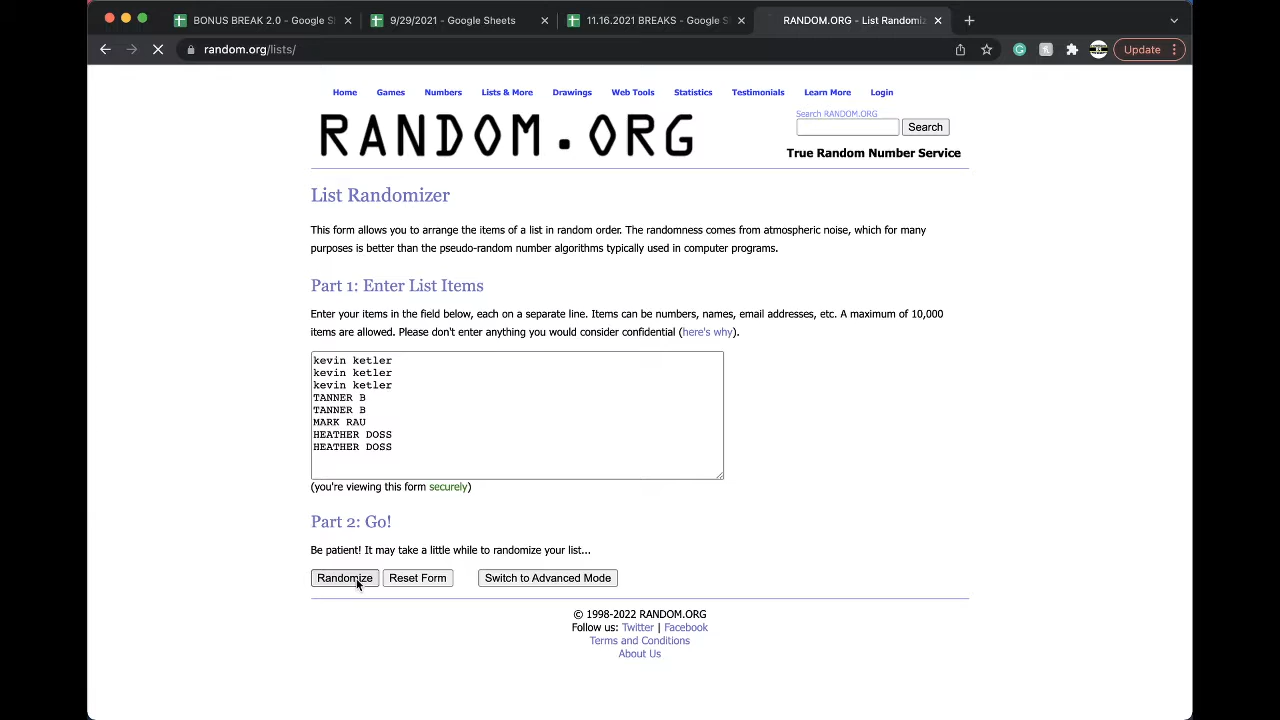 BONUS BREAK 2.0 - Google S
9/29/2021 - Google Sheets
11.16.2021 BREAKS - Google S
RANDOM.ORG - List Randomiz
random.org/lists/
Update
Home Games Numbers Lists & More Drawings Web Tools Statistics Testimonials Learn More Login
RANDOM.ORG
Search RANDOM.ORG
Search
True Random Number Service
List Randomizer
This form allows you to arrange the items of a list in random order. The randomness comes from atmospheric noise, which for many
purposes is better than the pseudo-random number algorithms typically used in computer programs.
Part 1: Enter List Items
Enter your items in the field below, each on a separate line. Items can be numbers, names, email addresses, etc. A maximum of 10,000
items are allowed. Please don't enter anything you would consider confidential (here's why).
kevin ketler
kevin ketler
kevin ketler
TANNER B
TANNER B
MARK RAU
HEATHER DOSS
HEATHER DOSS
(you're viewing this form securely)
Part 2: Go!
Be patient! It may take a little while to randomize your list...
Randomize Reset Form Switch to Advanced Mode
© 1998-2022 RANDOM.ORG
Follow us: Twitter | Facebook
Terms and Conditions
About Us